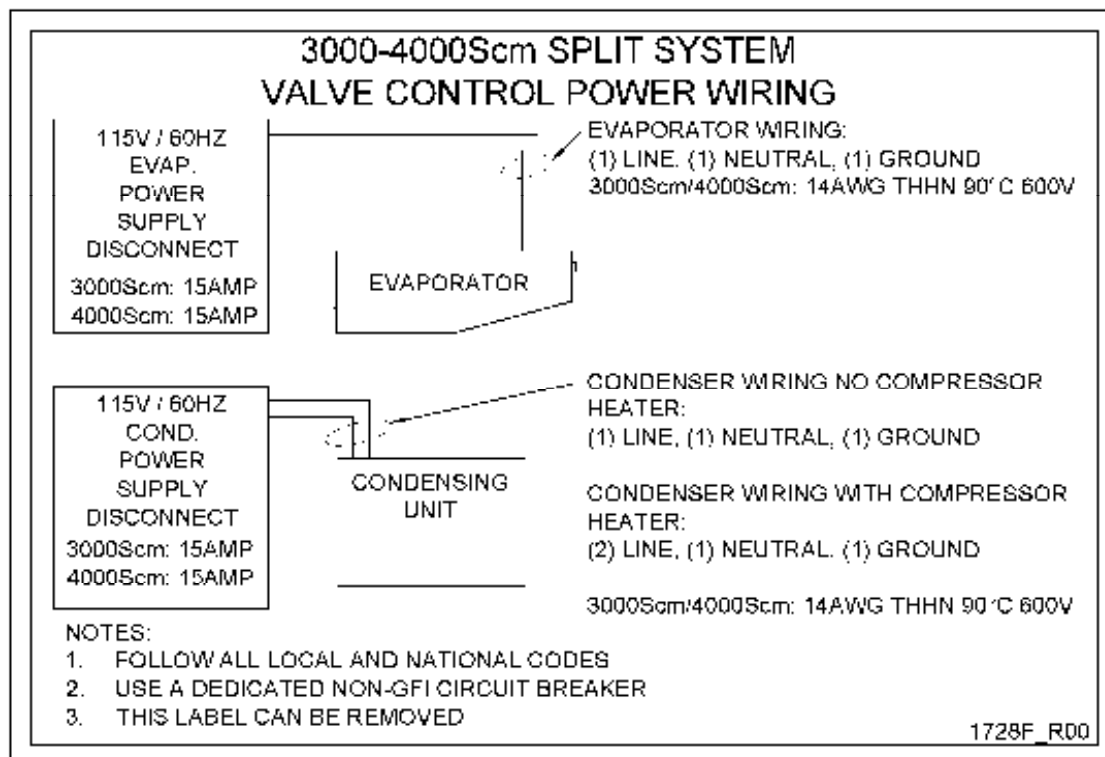 3000-4000Scm SPLIT SYSTEM
VALVE CONTROL POWER WIRING
115V / 60HZ
EVAP.
POWER
SUPPLY
DISCONNECT
3000Scm: 15AMP
4000Scm: 15AMP
EVAPORATOR WIRING:
(1) LINE. (1) NEUTRAL, (1) GROUND
3000Scm/4000Scm: 14AWG THHN 90°C 600V
EVAPORATOR
115V / 60HZ
COND.
POWER
SUPPLY
DISCONNECT
3000Scm: 15AMP
4000Scm: 15AMP
CONDENSING
UNIT
CONDENSER WIRING NO COMPRESSOR
HEATER:
(1) LINE, (1) NEUTRAL, (1) GROUND
CONDENSER WIRING WITH COMPRESSOR
HEATER:
(2) LINE, (1) NEUTRAL. (1) GROUND
3000Scm/4000Scm: 14AWG THHN 90°C 600V
NOTES:
1. FOLLOW ALL LOCAL AND NATIONAL CODES
2. USE A DEDICATED NON-GFI CIRCUIT BREAKER
3. THIS LABEL CAN BE REMOVED
1728F_R00